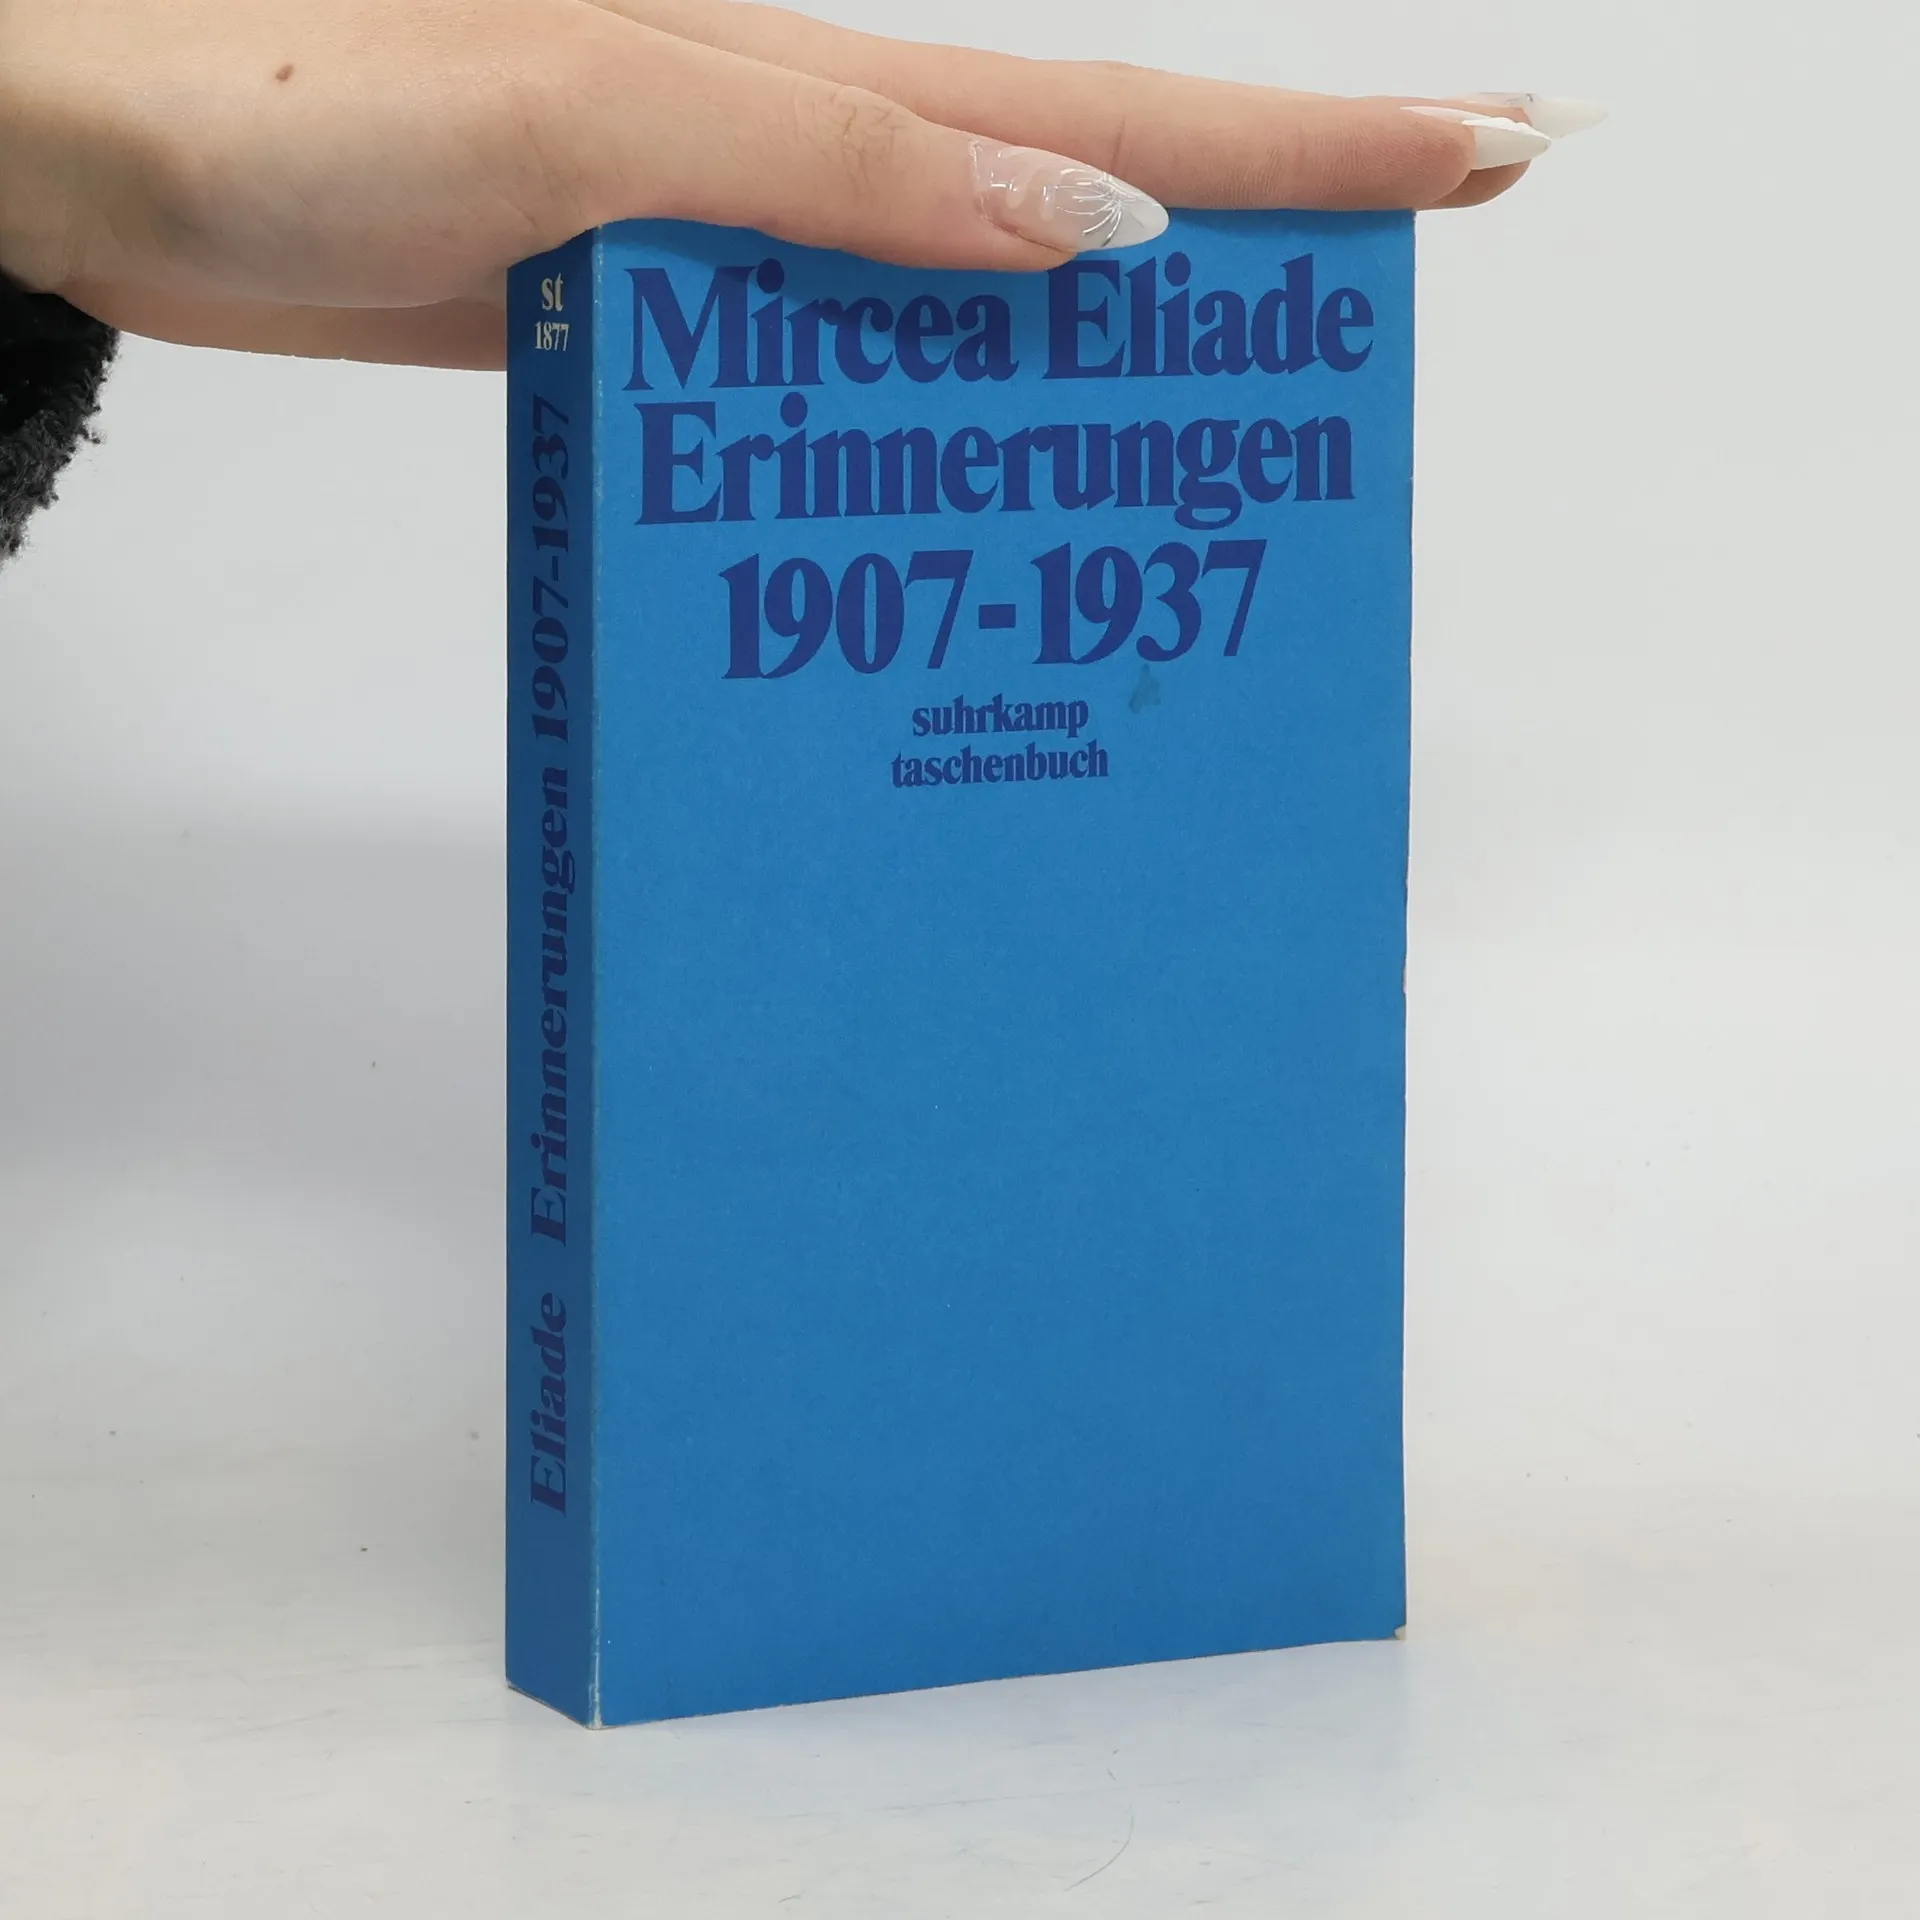 st
1877
Eliade Erinnerungen 1907-1937
Mircea Eliade
Erinnerungen
1907-1937
suhrkamp
taschenbuch